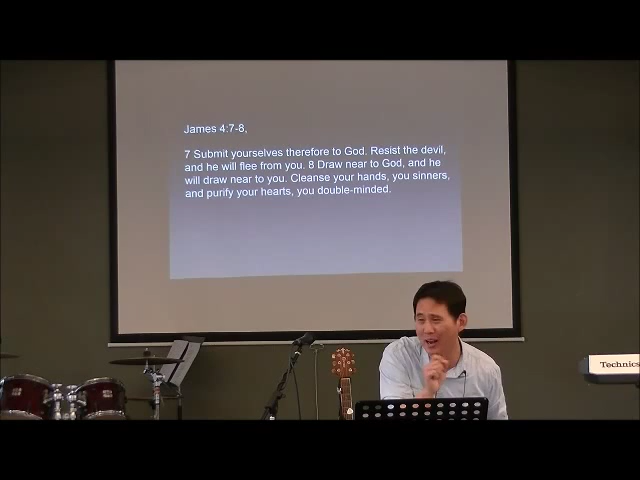 James 4:7-8,
7 Submit yourselves therefore to God. Resist the devil,
and he will flee from you. 8 Draw near to God, and he
will draw near to you. Cleanse your hands, you sinners,
and purify your hearts, you double-minded.
Technics